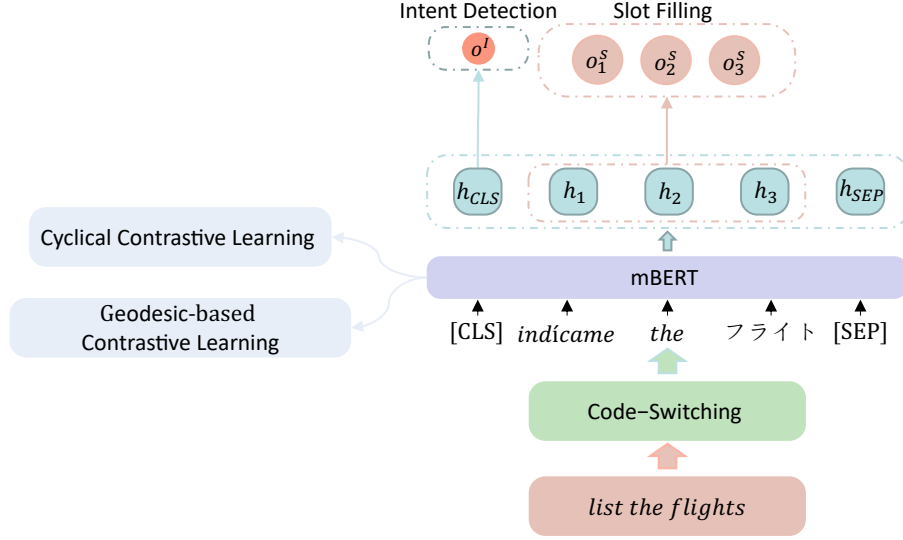 Intent Detection
Slot Filling
o^I
o_1^s o_2^s o_3^s
h_CLS h_1 h_2 h_3 h_SEP
Cyclical Contrastive Learning
mBERT
Geodesic-based
Contrastive Learning
[CLS] indícame the フライト [SEP]
Code−Switching
list the flights